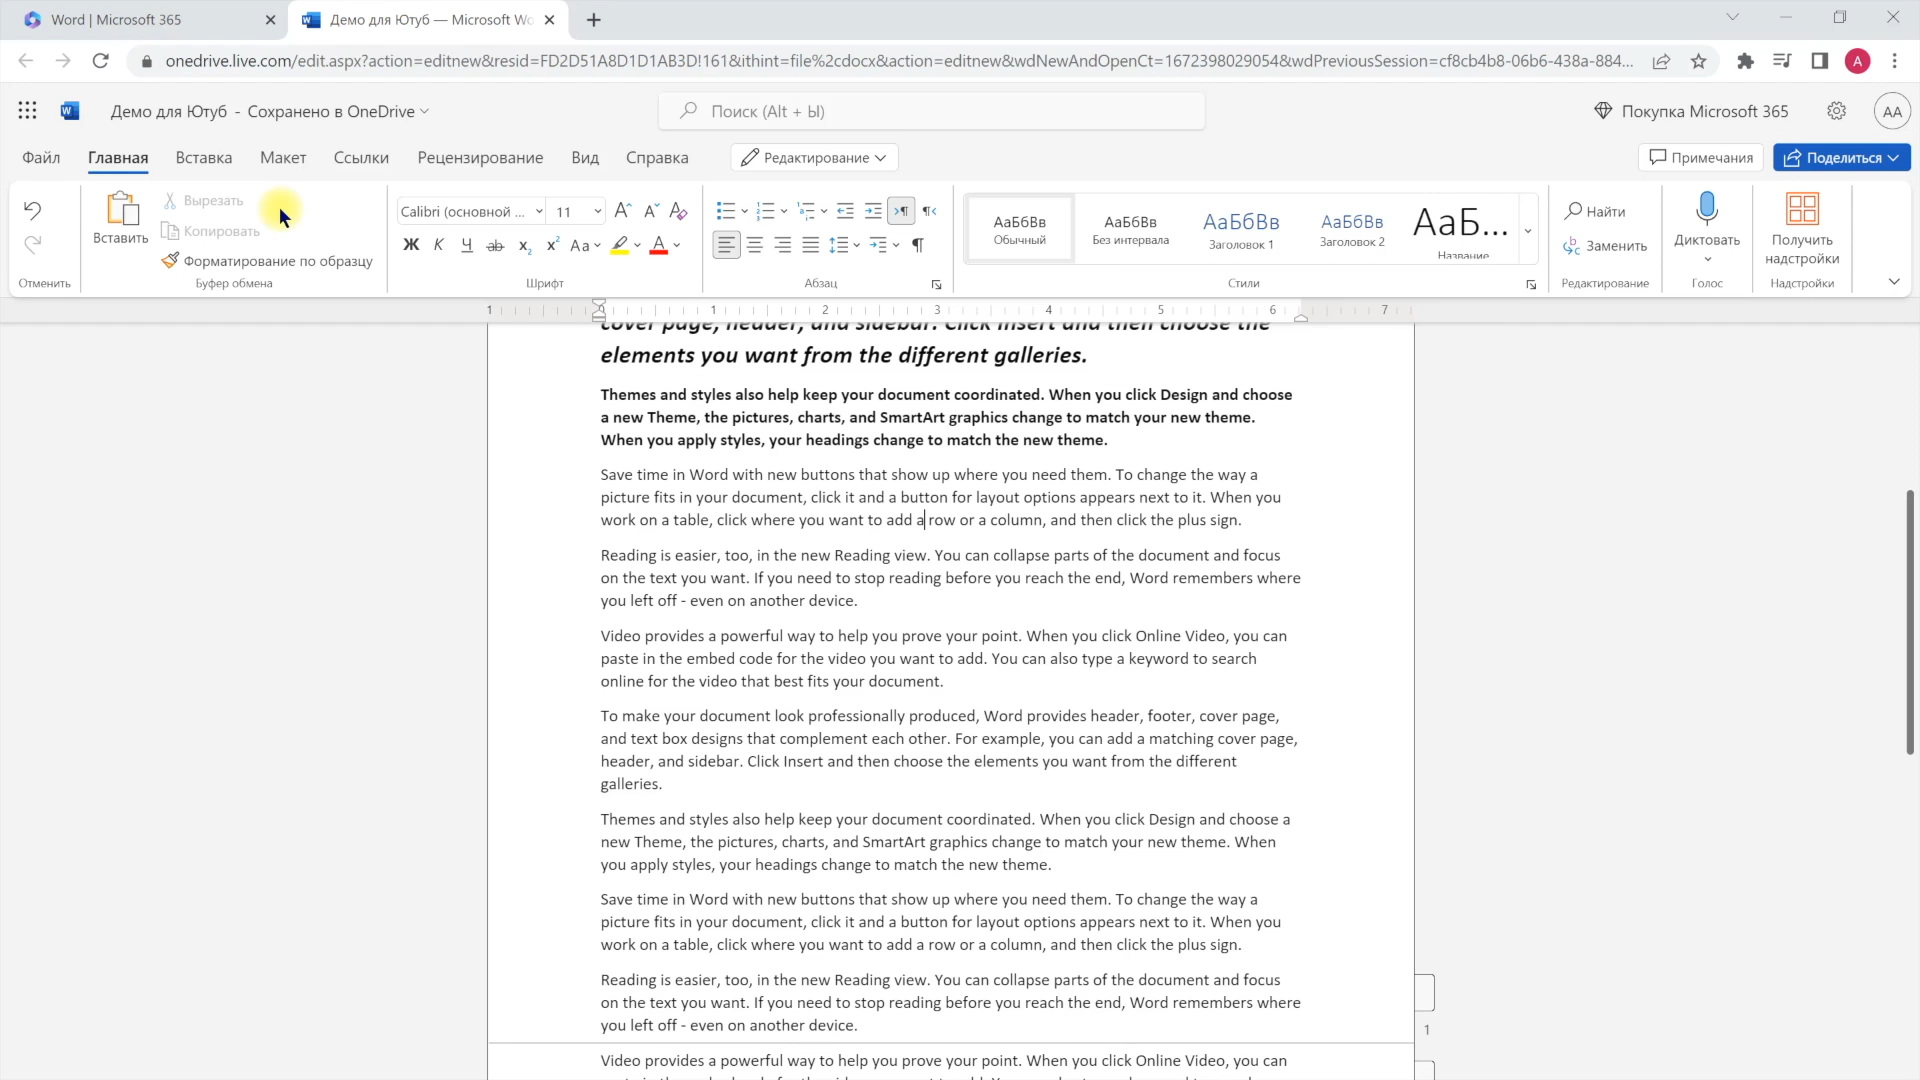 Word | Microsoft 365
Демо для Ютуб — Microsoft Wo
onedrive.live.com/edit.aspx?action=editnew&resid=FD2D51A8D1D1AB3D!161&ithint=file%2cdocx&action=editnew&wdNewAndOpenCt=1672398029054&wdPreviousSession=cf8cb4b8-06b6-438a-884...
A
Демо для Ютуб - Сохранено в OneDrive
Поиск (Alt + Ы)
Покупка Microsoft 365
AA
Файл Главная Вставка Макет Ссылки Рецензирование Вид Справка
Редактирование
Примечания
Поделиться
Вставить
Вырезать
Копировать
Форматирование по образцу
Calibri (основной ... 11
Ж К Ч ab x₂ x² Aa A
АаБбВв
Обычный
АаБбВв
Без интервала
АаБбВв
Заголовок 1
АаБбВв
Заголовок 2
АаБ...
Название
Найти
Заменить
Диктовать
Получить
надстройки
Отменить
Буфер обмена
Шрифт
Абзац
Стили
Редактирование
Голос
Надстройки
1 1 2 3 4 5 6 7
cover page, header, and sidebar. Click Insert and then choose the
elements you want from the different galleries.
Themes and styles also help keep your document coordinated. When you click Design and choose
a new Theme, the pictures, charts, and SmartArt graphics change to match your new theme.
When you apply styles, your headings change to match the new theme.
Save time in Word with new buttons that show up where you need them. To change the way a
picture fits in your document, click it and a button for layout options appears next to it. When you
work on a table, click where you want to add a row or a column, and then click the plus sign.
Reading is easier, too, in the new Reading view. You can collapse parts of the document and focus
on the text you want. If you need to stop reading before you reach the end, Word remembers where
you left off - even on another device.
Video provides a powerful way to help you prove your point. When you click Online Video, you can
paste in the embed code for the video you want to add. You can also type a keyword to search
online for the video that best fits your document.
To make your document look professionally produced, Word provides header, footer, cover page,
and text box designs that complement each other. For example, you can add a matching cover page,
header, and sidebar. Click Insert and then choose the elements you want from the different
galleries.
Themes and styles also help keep your document coordinated. When you click Design and choose a
new Theme, the pictures, charts, and SmartArt graphics change to match your new theme. When
you apply styles, your headings change to match the new theme.
Save time in Word with new buttons that show up where you need them. To change the way a
picture fits in your document, click it and a button for layout options appears next to it. When you
work on a table, click where you want to add a row or a column, and then click the plus sign.
Reading is easier, too, in the new Reading view. You can collapse parts of the document and focus
on the text you want. If you need to stop reading before you reach the end, Word remembers where
you left off - even on another device.
1
Video provides a powerful way to help you prove your point. When you click Online Video, you can